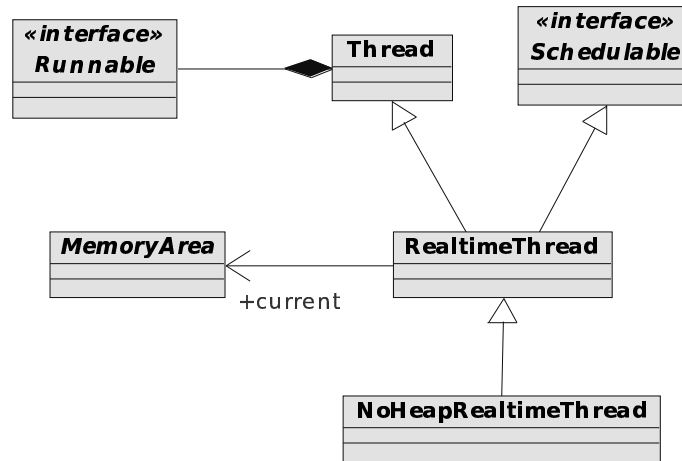 «interface»
Runnable
Thread
«interface»
Schedulable
MemoryArea
RealtimeThread
+current
NoHeapRealtimeThread